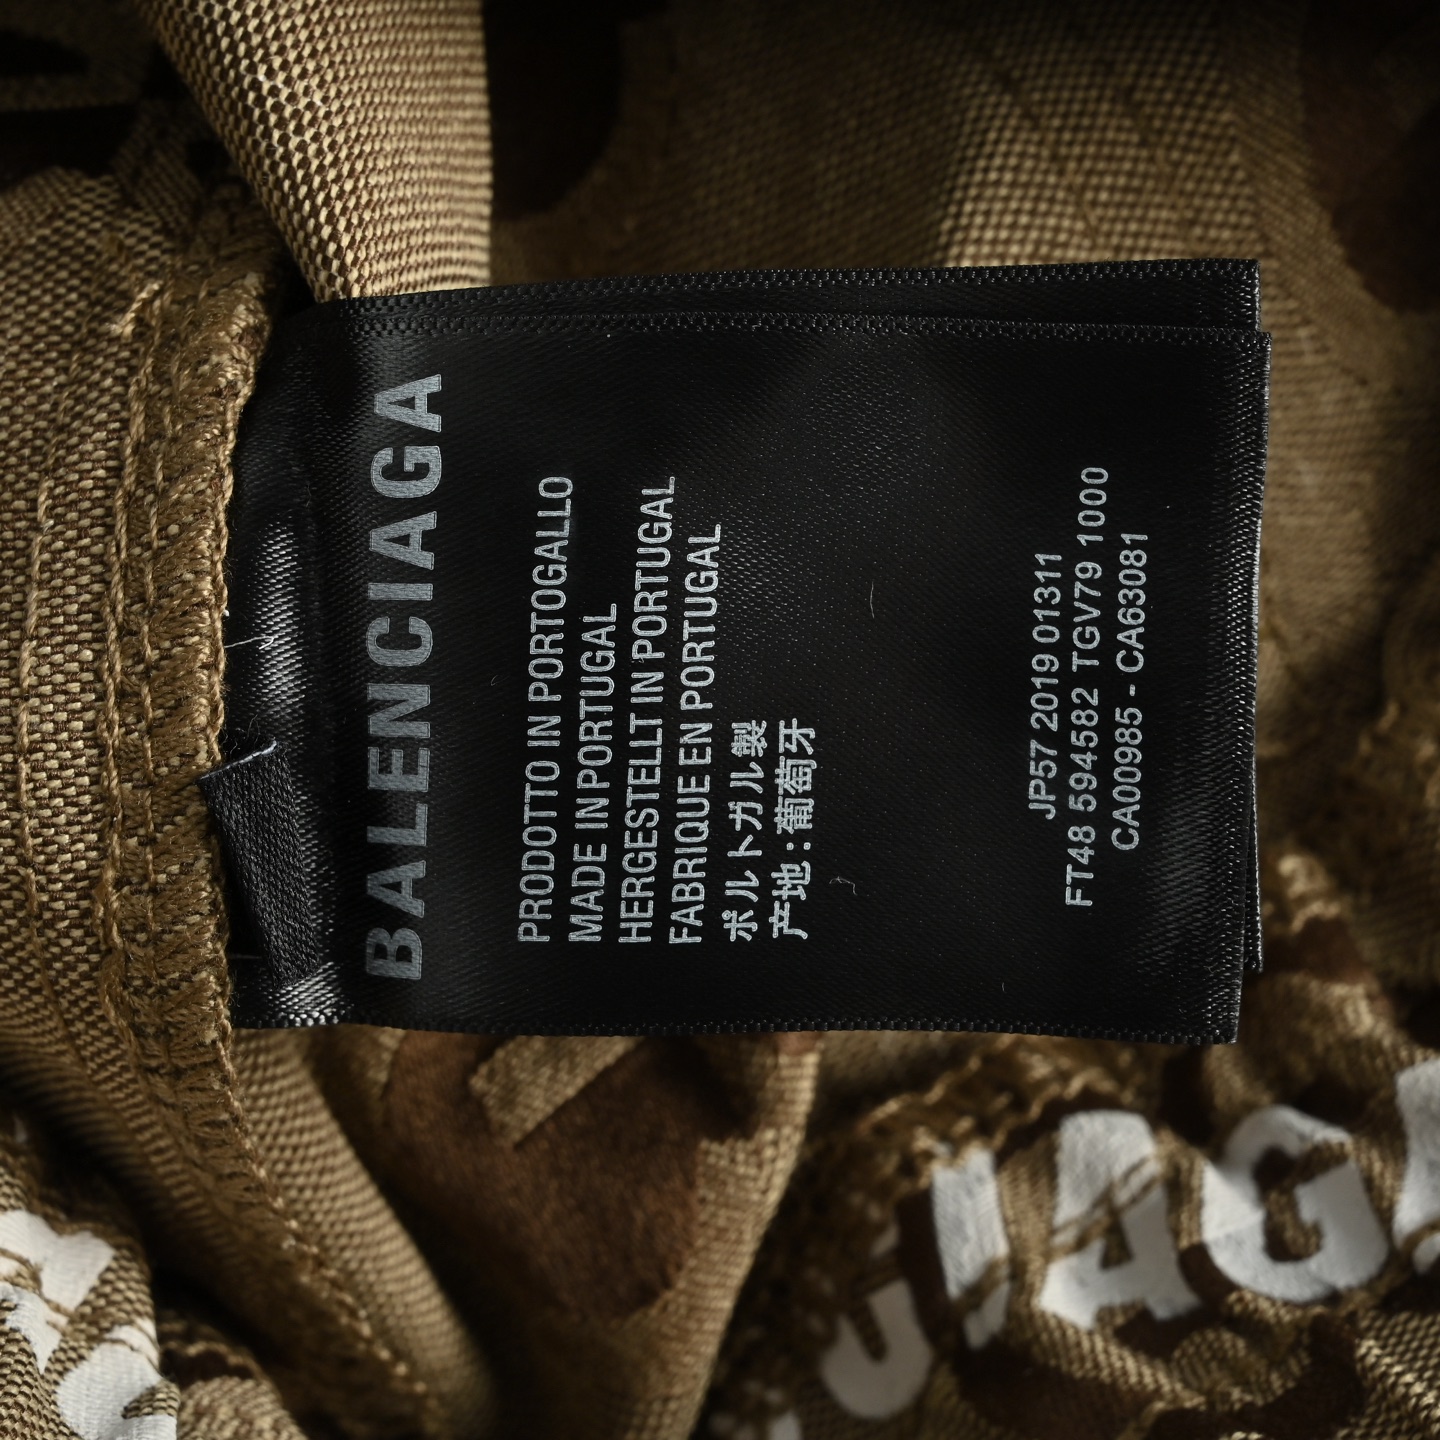 BALENCIAGA
PRODOTTO IN PORTOGALLO
MADE IN PORTUGAL
HERGESTELLT IN PORTUGAL
FABRIQUE EN PORTUGAL
ポルトガル製
产地:葡萄牙
JP57 2019 01311
FT48 594582 TGV79 1000
CA00985 - CA63081
CIAGA